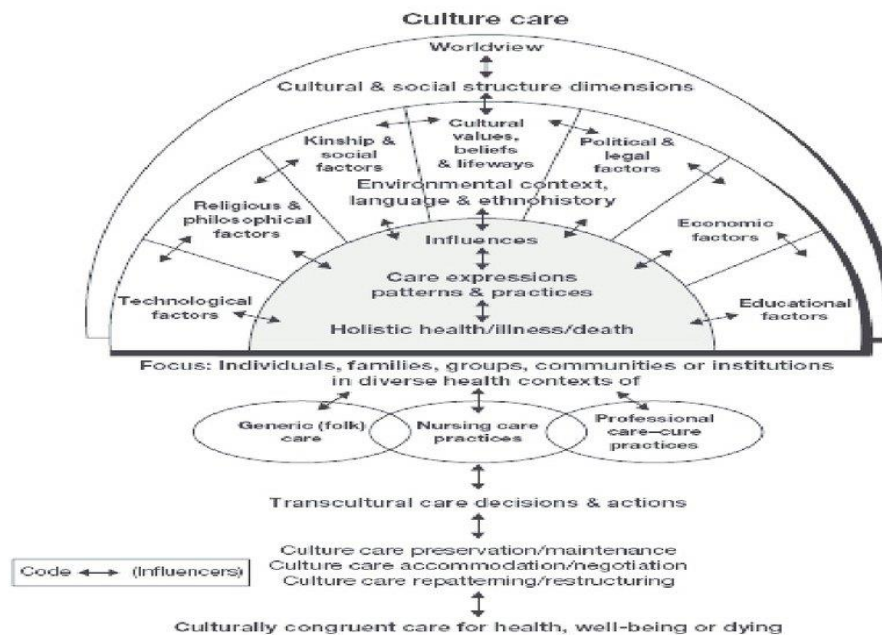 Culture care
Worldview
Cultural & social structure dimensions
Kinship &
social
factors
Cultural
values,
beliefs
& lifeways
Political &
legal
factors
Environmental context,
language & ethnohistory
Religious &
philosophical
factors
Economic
factors
Influences
Care expressions
patterns & practices
Technological
factors
Educational
factors
Holistic health/illness/death
Focus: Individuals, families, groups, communities or institutions
in diverse health contexts of
Generic (folk)
care
Nursing care
practices
Professional
care–cure
practices
Transcultural care decisions & actions
Culture care preservation/maintenance
Culture care accommodation/negotiation
Culture care repatterning/restructuring
Code (Influencers)
Culturally congruent care for health, well-being or dying